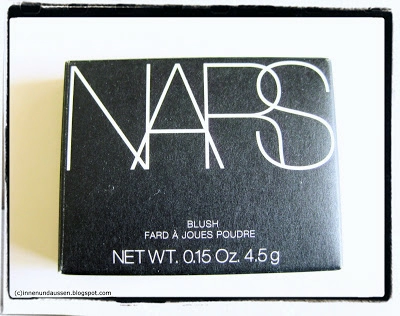 NARS
BLUSH
FARD À JOUES POUDRE
NET WT. 0.15 Oz. 4.5 g
(c)innenundaussen.blogspot.com